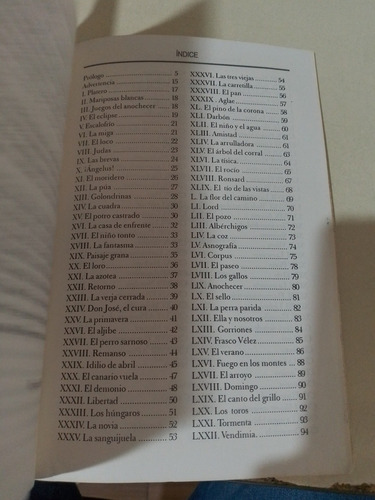 ÍNDICE
Prólogo 5
Advertencia 15
I. Platero 17
II. Mariposas blancas 18
III. Juegos del anochecer 18
IV. El eclipse 19
V. Escalofrío 21
VI. La miga 21
VII. El loco 22
VIII. Judas 23
IX. Las brevas 24
X. ¡Ángelus! 25
XI. El moridero 26
XII. La púa 27
XIII. Golondrinas 28
XIV. La cuadra 30
XV. El potro castrado 30
XVI. La casa de enfrente 32
XVII. El niño tonto 33
XVIII. La fantasma 33
XIX. Paisaje grana 35
XX. El loro 36
XXI. La azotea 37
XXII. Retorno 38
XXIII. La verja cerrada 39
XXIV. Don José, el cura 40
XXV. La primavera 41
XXVI. El aljibe 42
XXVII. El perro sarnoso 43
XXVIII. Remanso 44
XXIX. Idilio de abril 45
XXX. El canario vuela 47
XXXI. El demonio 48
XXXII. Libertad 50
XXXIII. Los húngaros 51
XXXIV. La novia 52
XXXV. La sanguijuela 53
XXXVI. Las tres viejas 54
XXXVII. La carretilla 55
XXXVIII. El pan 56
XXXIX. Aglae 57
XL. El pino de la corona 58
XLI. Darbón 59
XLII. El niño y el agua 60
XLIII. Amistad 61
XLIV. La arrulladora 62
XLV. El árbol del corral 63
XLVI. La tísica 64
XLVII. El rocío 65
XLVIII. Ronsard 67
XLIX. El tío de las vistas 68
L. La flor del camino 69
LI. Lord 70
LII. El pozo 71
LIII. Albérchigos 72
LIV. La coz 73
LV. Asnografía 74
LVI. Corpus 75
LVII. El paseo 78
LVIII. Los gallos 79
LIX. Anochecer 80
LX. El sello 81
LXI. La perra parida 82
LXII. Ella y nosotros 83
LXIII. Gorriones 84
LXIV. Frasco Vélez 85
LXV. El verano 86
LXVI. Fuego en los montes 88
LXVII. El arroyo 89
LXVIII. Domingo 90
LXIX. El canto del grillo 91
LXX. Los toros 92
LXXI. Tormenta 93
LXXII. Vendimia 94